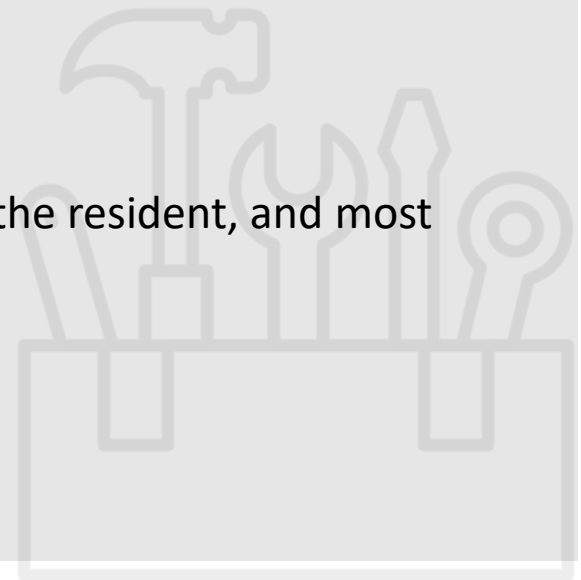 the resident, and most